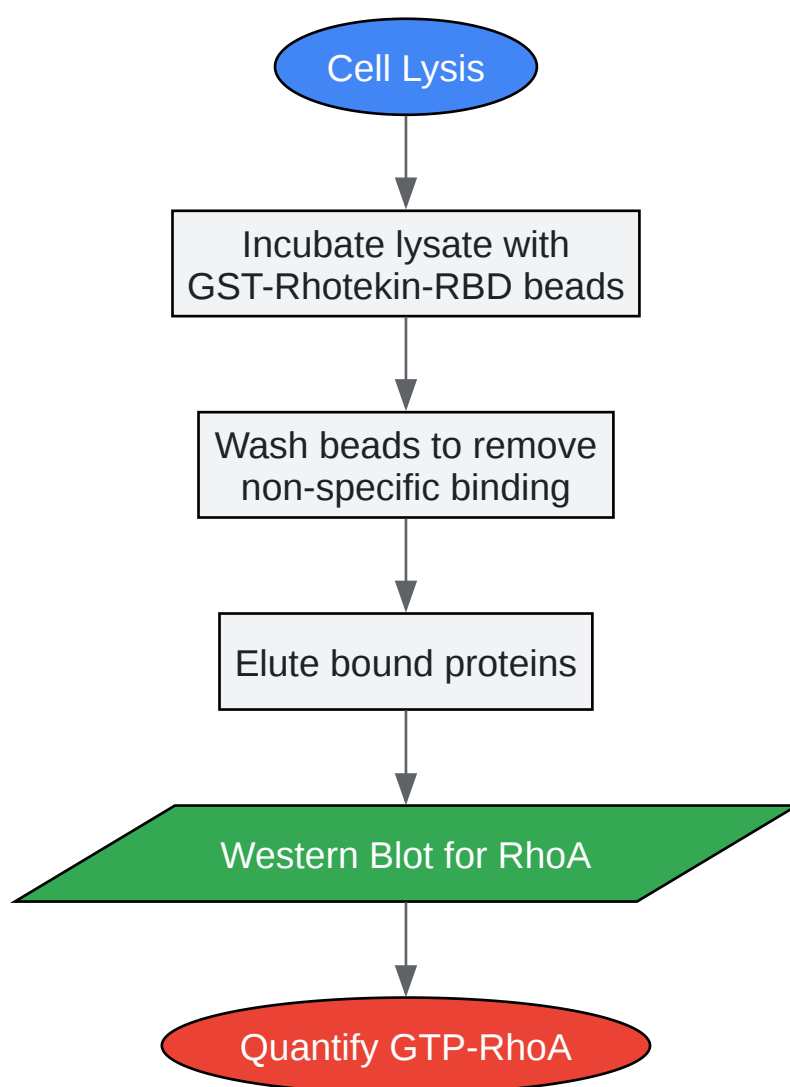 Cell Lysis
Incubate lysate with
GST-Rhotekin-RBD beads
Wash beads to remove
non-specific binding
Elute bound proteins
Western Blot for RhoA
Quantify GTP-RhoA